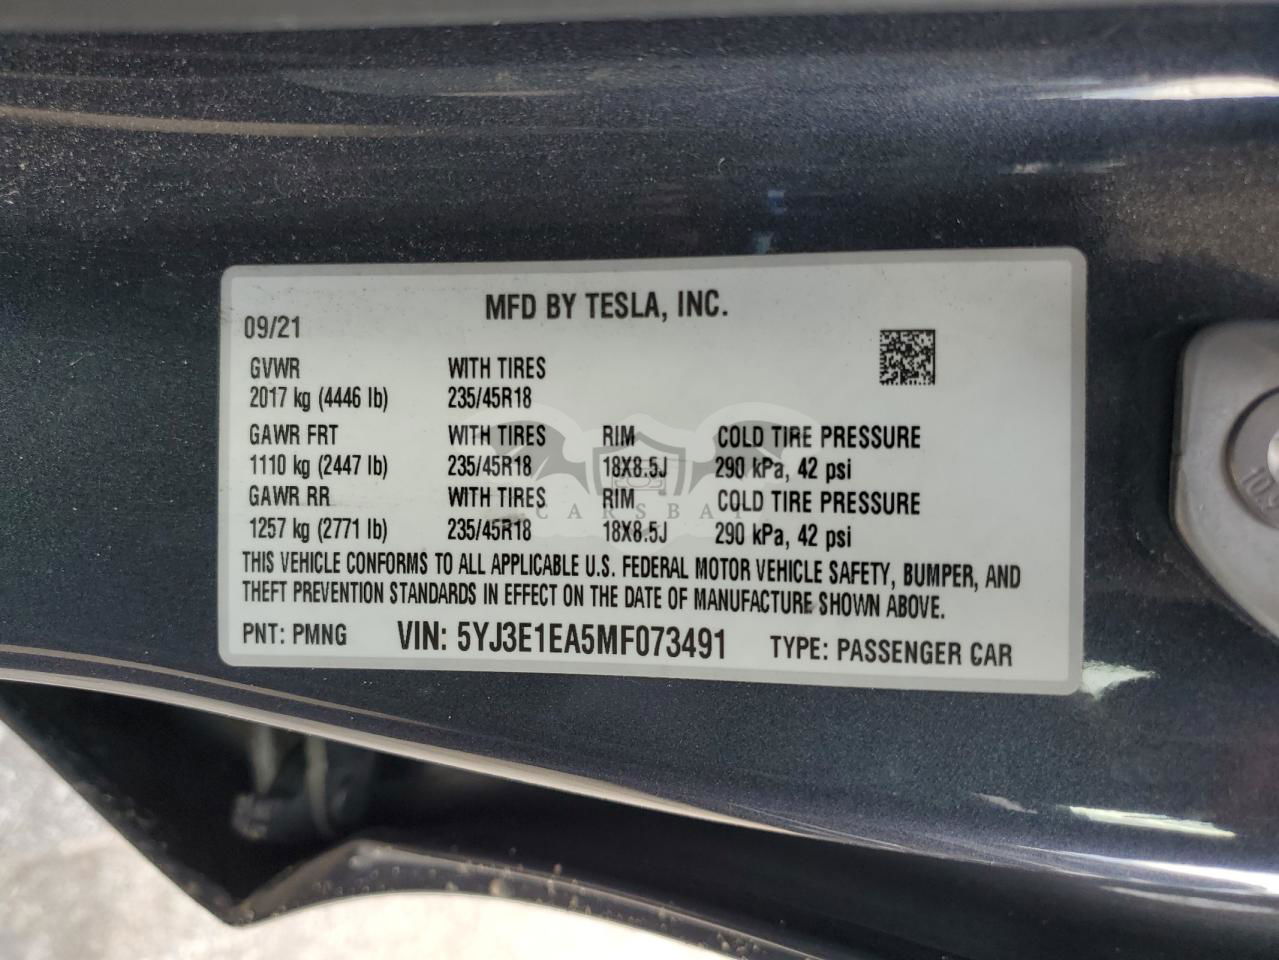 MFD BY TESLA, INC.
09/21
GVWR WITH TIRES
2017 kg (4446 lb) 235/45R18
GAWR FRT WITH TIRES RIM COLD TIRE PRESSURE
1110 kg (2447 lb) 235/45R18 18X8.5J 290 kPa, 42 psi
GAWR RR WITH TIRES RIM COLD TIRE PRESSURE
CARSBAT
1257 kg (2771 lb) 235/45R18 18X8.5J 290 kPa, 42 psi
THIS VEHICLE CONFORMS TO ALL APPLICABLE U.S. FEDERAL MOTOR VEHICLE SAFETY, BUMPER, AND
THEFT PREVENTION STANDARDS IN EFFECT ON THE DATE OF MANUFACTURE SHOWN ABOVE.
PNT: PMNG VIN: 5YJ3E1EA5MF073491 TYPE: PASSENGER CAR